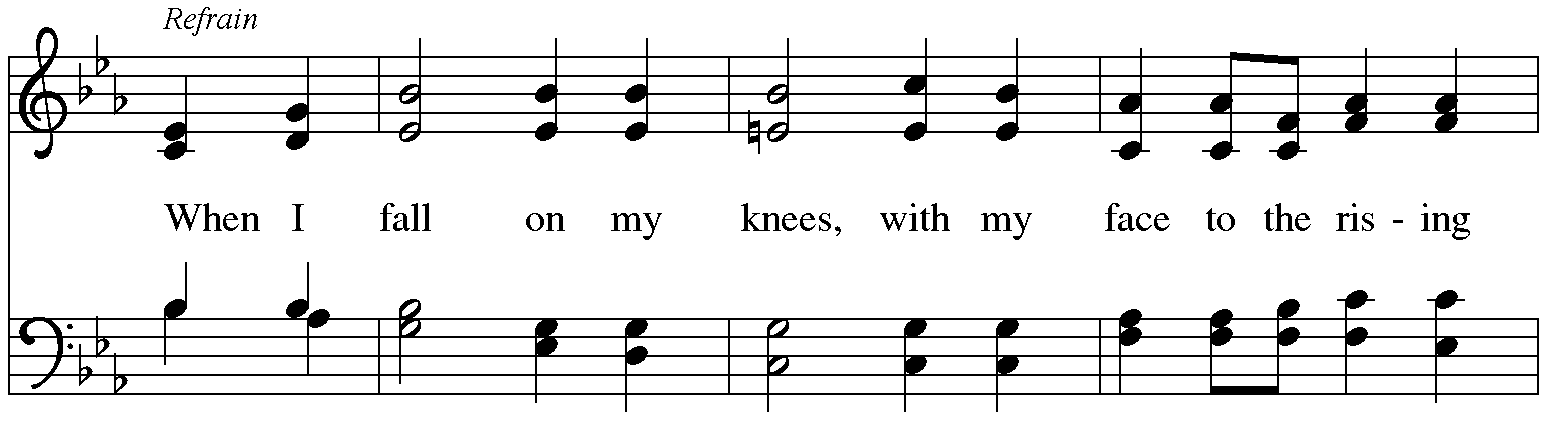 Refrain
When I fall on my knees, with my face to the ris - ing